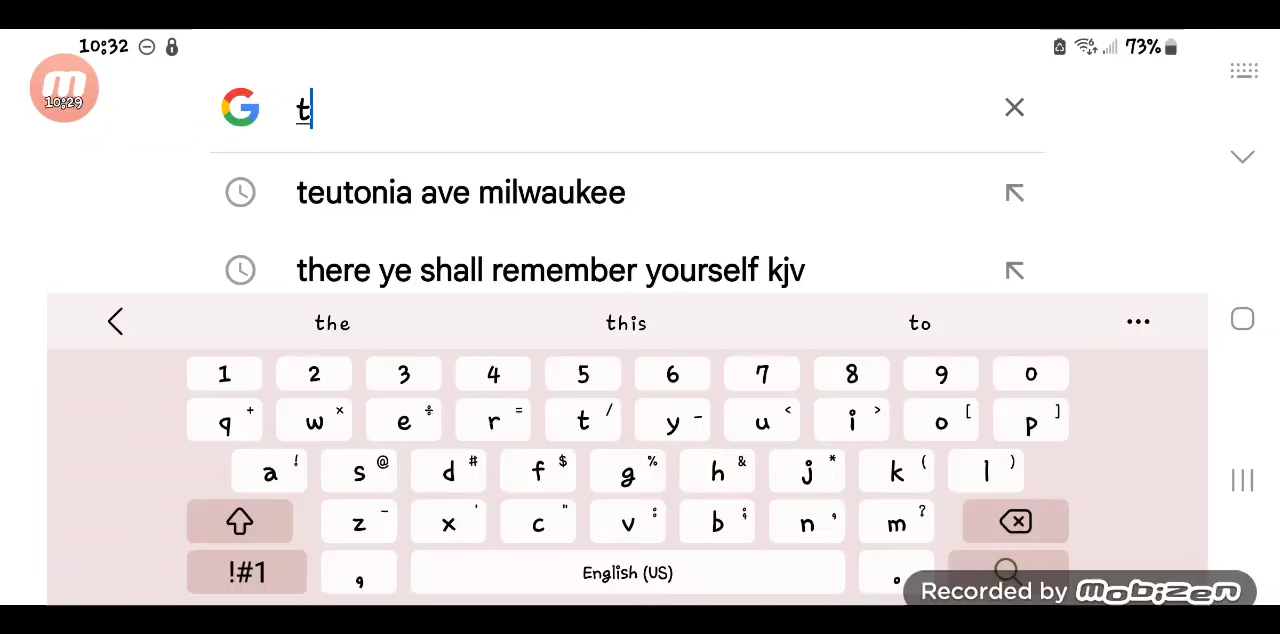 10:32 73%
10:29
t
teutonia ave milwaukee
there ye shall remember yourself kjv
the this to ...
1 2 3 4 5 6 7 8 9 0
q + w × e ÷ r = t / y - u < i > o [ p ]
a ! s @ d # f $ g % h & j * k ( l )
z - x ' c " v : b ; n , m ?
!#1 , English (US) .
Recorded by mobizen